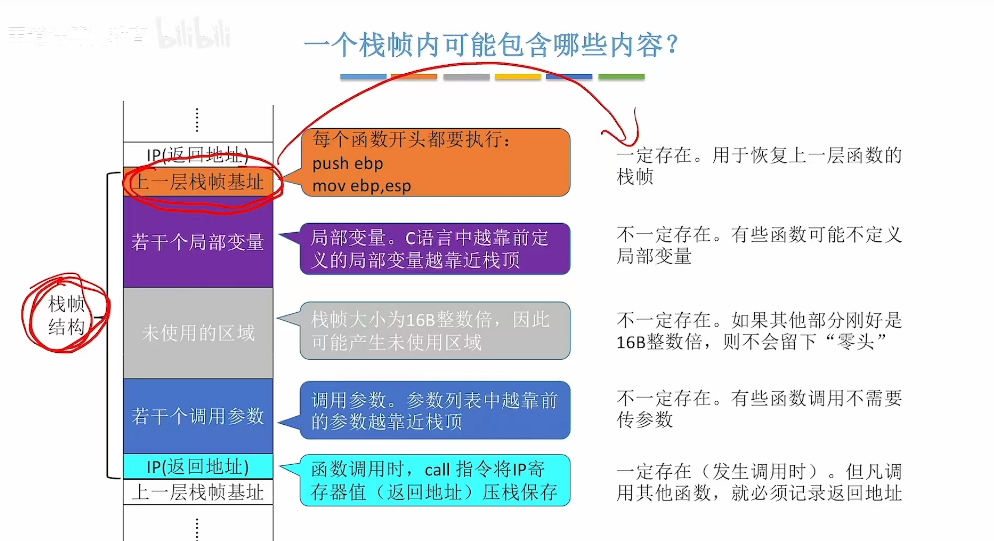 bilibili
一个栈帧内可能包含哪些内容？
IP(返回地址)
上一层栈帧基址
若干个局部变量
未使用的区域
若干个调用参数
IP(返回地址)
上一层栈帧基址
栈帧
结构
每个函数开头都要执行：
push ebp
mov ebp,esp
局部变量。C语言中越靠前定
义的局部变量越靠近栈顶
栈帧大小为16B整数倍，因此
可能产生未使用区域
调用参数。参数列表中越靠前
的参数越靠近栈顶
函数调用时，call 指令将IP寄
存器值（返回地址）压栈保存
一定存在。用于恢复上一层函数的
栈帧
不一定存在。有些函数可能不定义
局部变量
不一定存在。如果其他部分刚好是
16B整数倍，则不会留下“零头”
不一定存在。有些函数调用不需要
传参数
一定存在（发生调用时）。但凡调
用其他函数，就必须记录返回地址